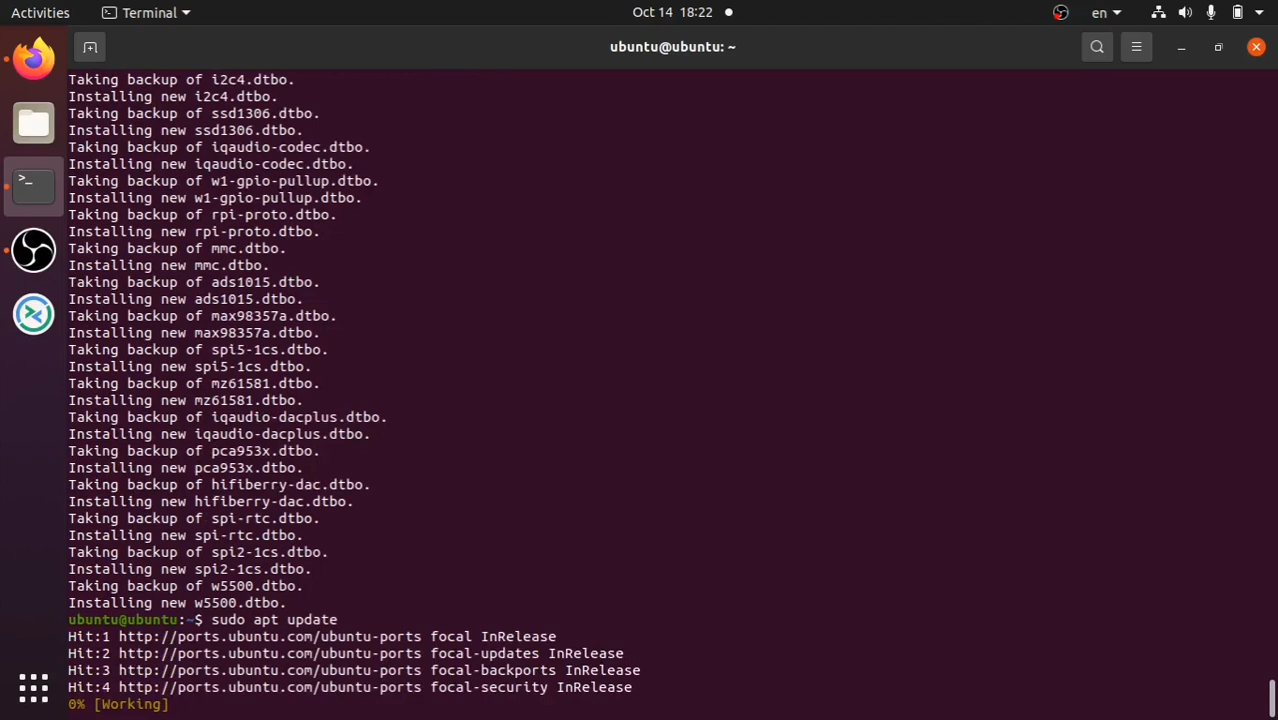 Activities
Terminal
Oct 14 18:22
en
ubuntu@ubuntu: ~
Taking backup of i2c4.dtbo.
Installing new i2c4.dtbo.
Taking backup of ssd1306.dtbo.
Installing new ssd1306.dtbo.
Taking backup of iqaudio-codec.dtbo.
Installing new iqaudio-codec.dtbo.
Taking backup of w1-gpio-pullup.dtbo.
Installing new w1-gpio-pullup.dtbo.
Taking backup of rpi-proto.dtbo.
Installing new rpi-proto.dtbo.
Taking backup of mmc.dtbo.
Installing new mmc.dtbo.
Taking backup of ads1015.dtbo.
Installing new ads1015.dtbo.
Taking backup of max98357a.dtbo.
Installing new max98357a.dtbo.
Taking backup of spi5-1cs.dtbo.
Installing new spi5-1cs.dtbo.
Taking backup of mz61581.dtbo.
Installing new mz61581.dtbo.
Taking backup of iqaudio-dacplus.dtbo.
Installing new iqaudio-dacplus.dtbo.
Taking backup of pca953x.dtbo.
Installing new pca953x.dtbo.
Taking backup of hifiberry-dac.dtbo.
Installing new hifiberry-dac.dtbo.
Taking backup of spi-rtc.dtbo.
Installing new spi-rtc.dtbo.
Taking backup of spi2-1cs.dtbo.
Installing new spi2-1cs.dtbo.
Taking backup of w5500.dtbo.
Installing new w5500.dtbo.
ubuntu@ubuntu:~$ sudo apt update
Hit:1 http://ports.ubuntu.com/ubuntu-ports focal InRelease
Hit:2 http://ports.ubuntu.com/ubuntu-ports focal-updates InRelease
Hit:3 http://ports.ubuntu.com/ubuntu-ports focal-backports InRelease
Hit:4 http://ports.ubuntu.com/ubuntu-ports focal-security InRelease
0% [Working]